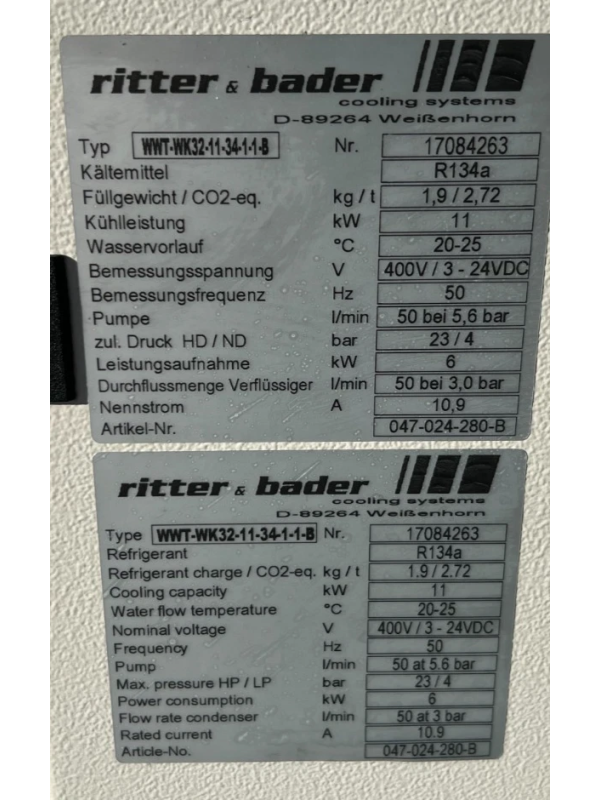 ritter & bader
cooling systems
D-89264 Weißenhorn
Typ WWT-WK32-11-34-1-1-B Nr. 17084263
Kältemittel R134a
Füllgewicht / CO2-eq. kg / t 1,9 / 2,72
Kühlleistung kW 11
Wasservorlauf °C 20-25
Bemessungsspannung V 400V / 3 - 24VDC
Bemessungsfrequenz Hz 50
Pumpe l/min 50 bei 5,6 bar
zul. Druck HD / ND bar 23 / 4
Leistungsaufnahme kW 6
Durchflussmenge Verflüssiger l/min 50 bei 3,0 bar
Nennstrom A 10,9
Artikel-Nr. 047-024-280-B
ritter & bader
cooling systems
D-89264 Weißenhorn
Type WWT-WK32-11-34-1-1-B Nr. 17084263
Refrigerant R134a
Refrigerant charge / CO2-eq. kg / t 1.9 / 2.72
Cooling capacity kW 11
Water flow temperature °C 20-25
Nominal voltage V 400V / 3 - 24VDC
Frequency Hz 50
Pump l/min 50 at 5.6 bar
Max. pressure HP / LP bar 23 / 4
Power consumption kW 6
Flow rate condenser l/min 50 at 3 bar
Rated current A 10.9
Article-No. 047-024-280-B